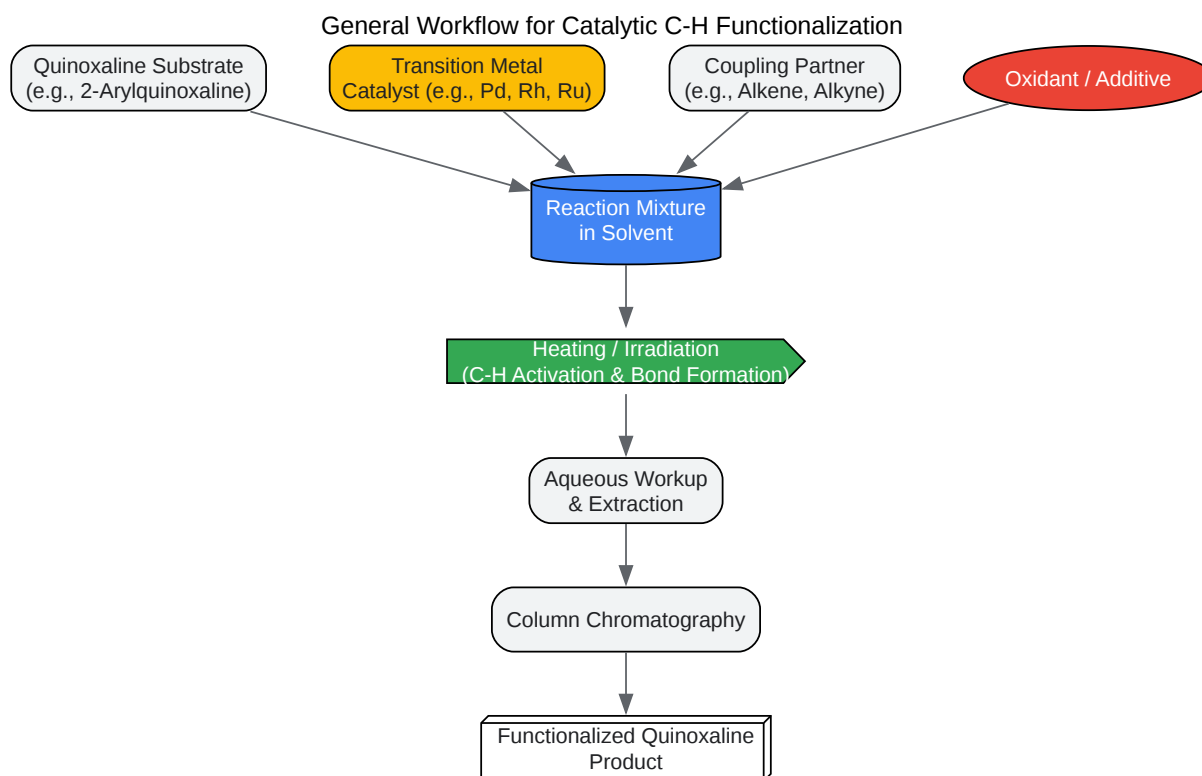 General Workflow for Catalytic C-H Functionalization
Quinoxaline Substrate
(e.g., 2-Arylquinoxaline)
Transition Metal
Catalyst (e.g., Pd, Rh, Ru)
Coupling Partner
(e.g., Alkene, Alkyne)
Oxidant / Additive
Reaction Mixture
in Solvent
Heating / Irradiation
(C-H Activation & Bond Formation)
Aqueous Workup
& Extraction
Column Chromatography
Functionalized Quinoxaline
Product